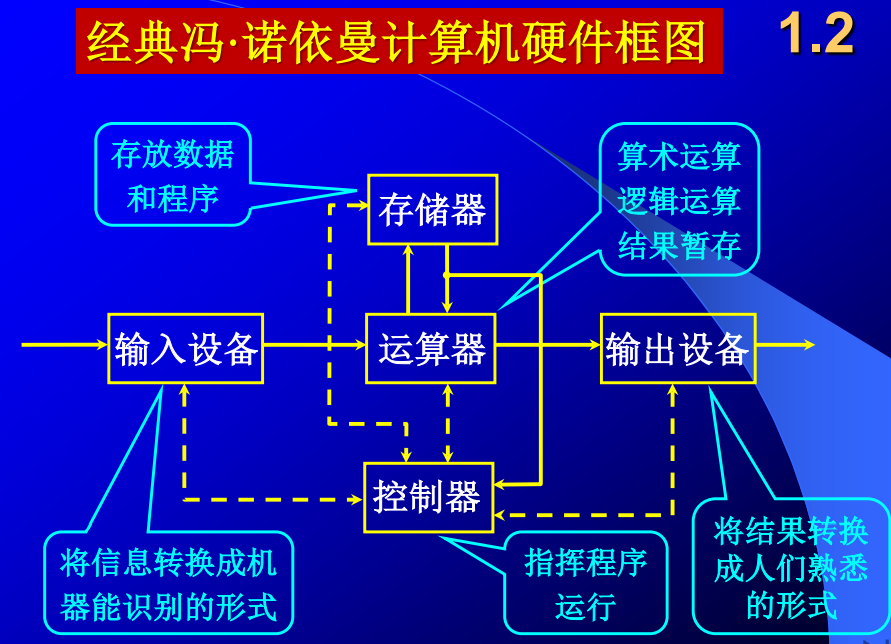 经典冯·诺依曼计算机硬件框图
1.2
存放数据
和程序
算术运算
逻辑运算
结果暂存
存储器
输入设备
运算器
输出设备
控制器
将信息转换成机
器能识别的形式
指挥程序
运行
将结果转换
成人们熟悉
的形式